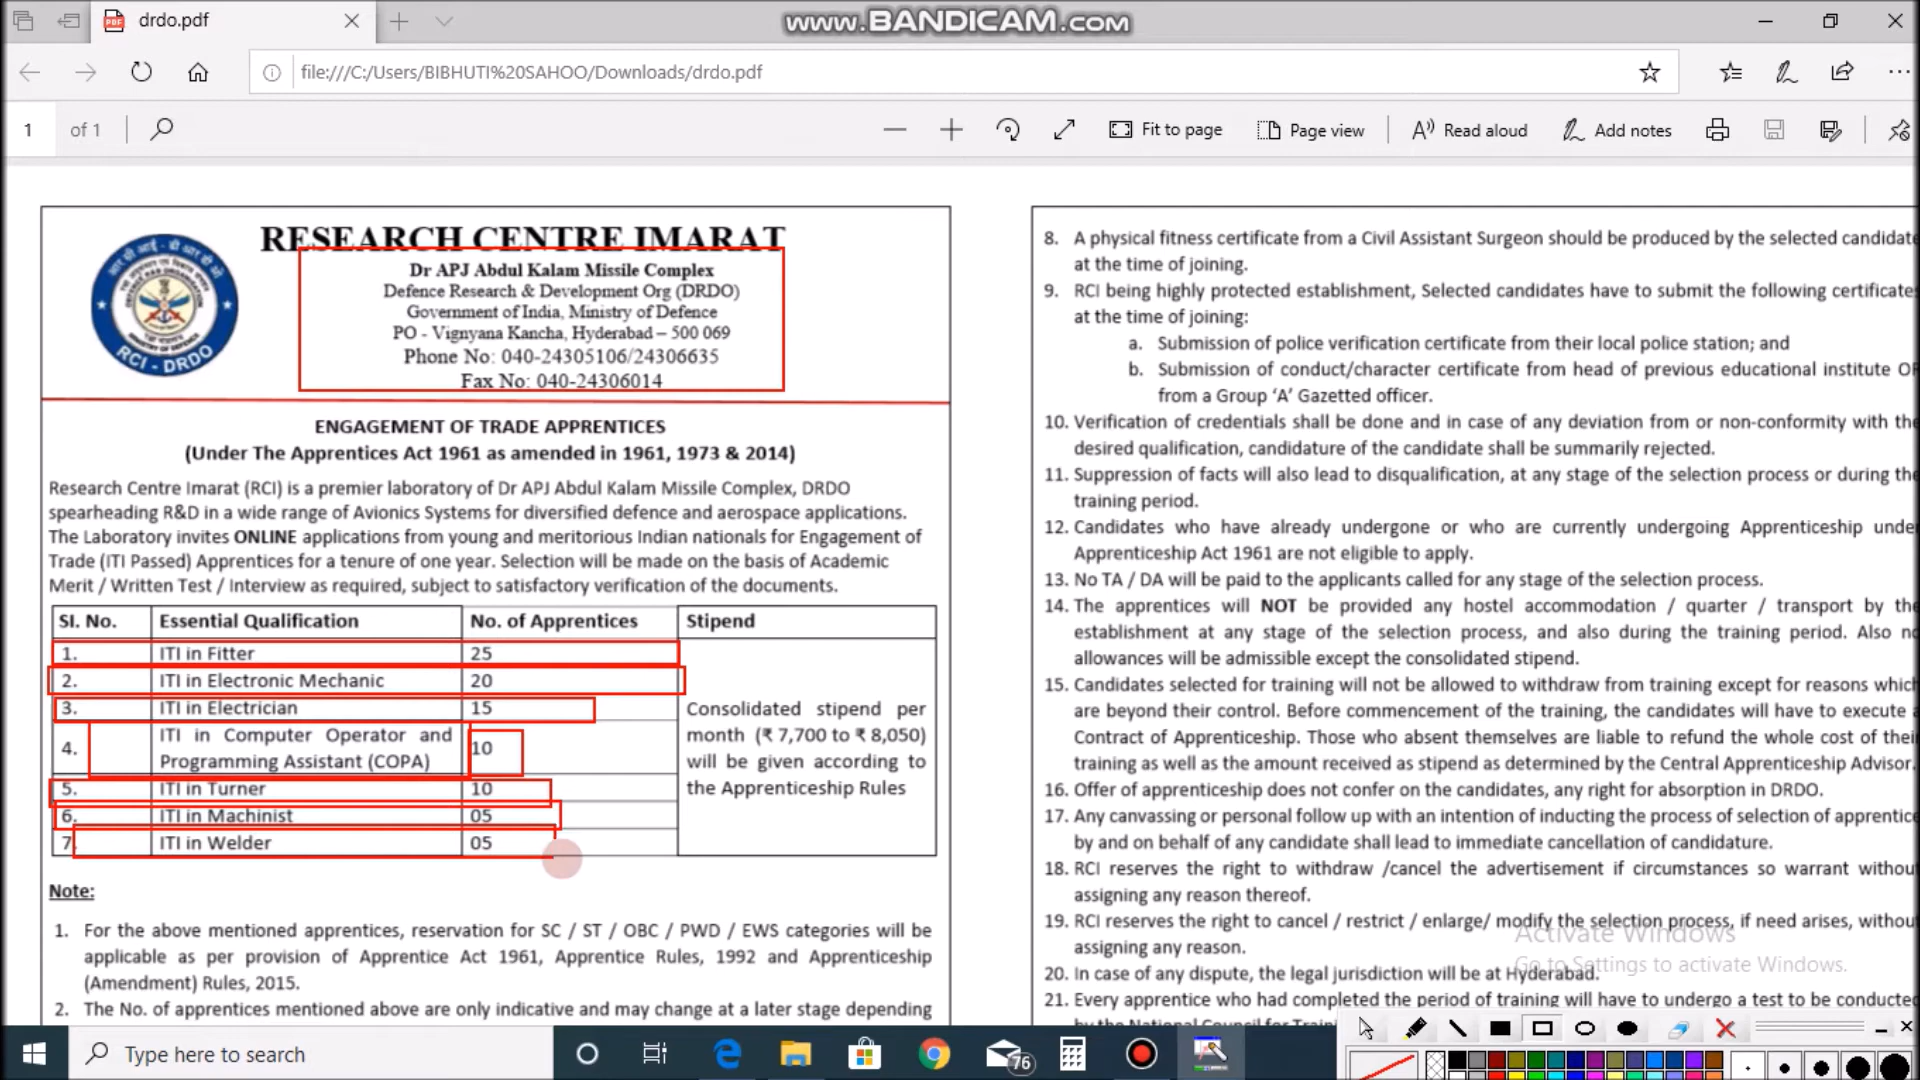 drdo.pdf
www.BANDICAM.com
file:///C:/Users/BIBHUTI%20SAHOO/Downloads/drdo.pdf
1 of 1
Fit to page
Page view
Read aloud
Add notes
RESEARCH CENTRE IMARAT
Dr APJ Abdul Kalam Missile Complex
Defence Research & Development Org (DRDO)
Government of India, Ministry of Defence
PO - Vignyana Kancha, Hyderabad – 500 069
Phone No: 040-24305106/24306635
Fax No: 040-24306014
RCI - DRDO
ENGAGEMENT OF TRADE APPRENTICES
(Under The Apprentices Act 1961 as amended in 1961, 1973 & 2014)
Research Centre Imarat (RCI) is a premier laboratory of Dr APJ Abdul Kalam Missile Complex, DRDO
spearheading R&D in a wide range of Avionics Systems for diversified defence and aerospace applications.
The Laboratory invites ONLINE applications from young and meritorious Indian nationals for Engagement of
Trade (ITI Passed) Apprentices for a tenure of one year. Selection will be made on the basis of Academic
Merit / Written Test / Interview as required, subject to satisfactory verification of the documents.
SI. No. Essential Qualification No. of Apprentices Stipend
1. ITI in Fitter 25
2. ITI in Electronic Mechanic 20
3. ITI in Electrician 15
4. ITI in Computer Operator and
Programming Assistant (COPA) 10
5. ITI in Turner 10
6. ITI in Machinist 05
7. ITI in Welder 05
Consolidated stipend per
month (₹ 7,700 to ₹ 8,050)
will be given according to
the Apprenticeship Rules
Note:
1. For the above mentioned apprentices, reservation for SC / ST / OBC / PWD / EWS categories will be
applicable as per provision of Apprentice Act 1961, Apprentice Rules, 1992 and Apprenticeship
(Amendment) Rules, 2015.
2. The No. of apprentices mentioned above are only indicative and may change at a later stage depending
8. A physical fitness certificate from a Civil Assistant Surgeon should be produced by the selected candidate
at the time of joining.
9. RCI being highly protected establishment, Selected candidates have to submit the following certificates
at the time of joining:
a. Submission of police verification certificate from their local police station; and
b. Submission of conduct/character certificate from head of previous educational institute OR
from a Group ‘A’ Gazetted officer.
10. Verification of credentials shall be done and in case of any deviation from or non-conformity with the
desired qualification, candidature of the candidate shall be summarily rejected.
11. Suppression of facts will also lead to disqualification, at any stage of the selection process or during the
training period.
12. Candidates who have already undergone or who are currently undergoing Apprenticeship under
Apprenticeship Act 1961 are not eligible to apply.
13. No TA / DA will be paid to the applicants called for any stage of the selection process.
14. The apprentices will NOT be provided any hostel accommodation / quarter / transport by the
establishment at any stage of the selection process, and also during the training period. Also no
allowances will be admissible except the consolidated stipend.
15. Candidates selected for training will not be allowed to withdraw from training except for reasons which
are beyond their control. Before commencement of the training, the candidates will have to execute a
Contract of Apprenticeship. Those who absent themselves are liable to refund the whole cost of their
training as well as the amount received as stipend as determined by the Central Apprenticeship Advisor.
16. Offer of apprenticeship does not confer on the candidates, any right for absorption in DRDO.
17. Any canvassing or personal follow up with an intention of inducting the process of selection of apprentice
by and on behalf of any candidate shall lead to immediate cancellation of candidature.
18. RCI reserves the right to withdraw /cancel the advertisement if circumstances so warrant without
assigning any reason thereof.
19. RCI reserves the right to cancel / restrict / enlarge/ modify the selection process, if need arises, without
assigning any reason.
20. In case of any dispute, the legal jurisdiction will be at Hyderabad.
21. Every apprentice who had completed the period of training will have to undergo a test to be conducted
by the National Council for Train
Activate Windows
Go to Settings to activate Windows.
Type here to search
76